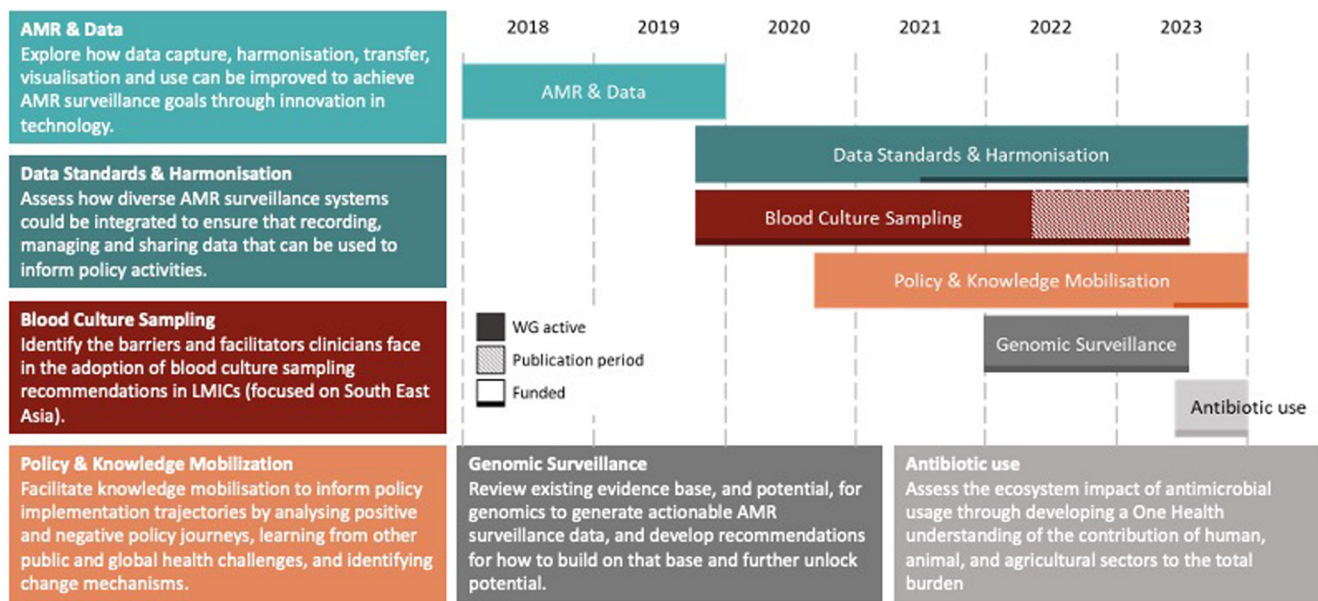 AMR & Data
Explore how data capture, harmonisation, transfer,
visualisation and use can be improved to achieve
AMR surveillance goals through innovation in
technology.
Data Standards & Harmonisation
Assess how diverse AMR surveillance systems
could be integrated to ensure that recording,
managing and sharing data that can be used to
inform policy activities.
Blood Culture Sampling
Identify the barriers and facilitators clinicians face
in the adoption of blood culture sampling
recommendations in LMICs (focused on South East
Asia).
Policy & Knowledge Mobilization
Facilitate knowledge mobilisation to inform policy
implementation trajectories by analysing positive
and negative policy journeys, learning from other
public and global health challenges, and identifying
change mechanisms.
2018 2019 2020 2021 2022 2023
AMR & Data
Data Standards & Harmonisation
Blood Culture Sampling
Policy & Knowledge Mobilisation
Genomic Surveillance
Antibiotic use
WG active
Publication period
Funded
Genomic Surveillance
Review existing evidence base, and potential, for
genomics to generate actionable AMR
surveillance data, and develop recommendations
for how to build on that base and further unlock
potential.
Antibiotic use
Assess the ecosystem impact of antimicrobial
usage through developing a One Health
understanding of the contribution of human,
animal, and agricultural sectors to the total
burden